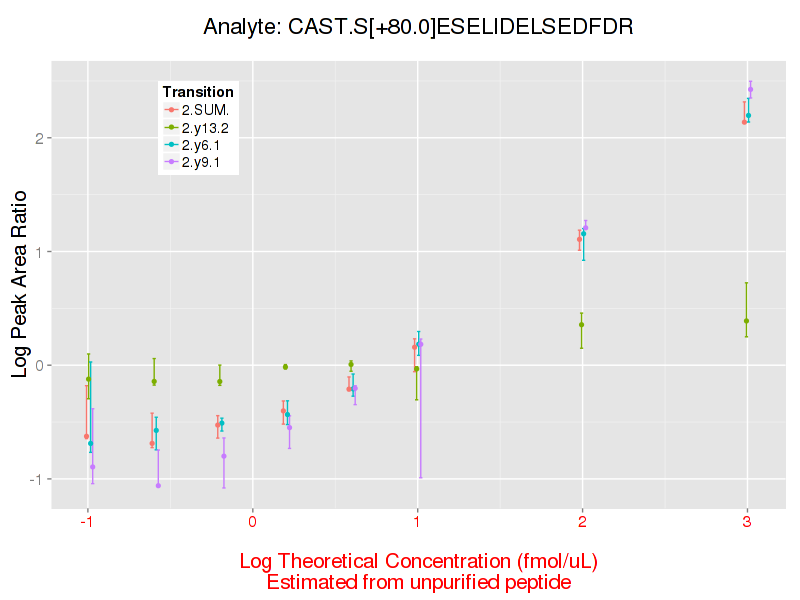 Analyte: CAST.S[+80.0]ESELIDELSEDFDR
Transition
2.SUM.
2.y13.2
2.y6.1
2.y9.1
Log Peak Area Ratio
2
1
0
-1
-1 0 1 2 3
Log Theoretical Concentration (fmol/uL)
Estimated from unpurified peptide